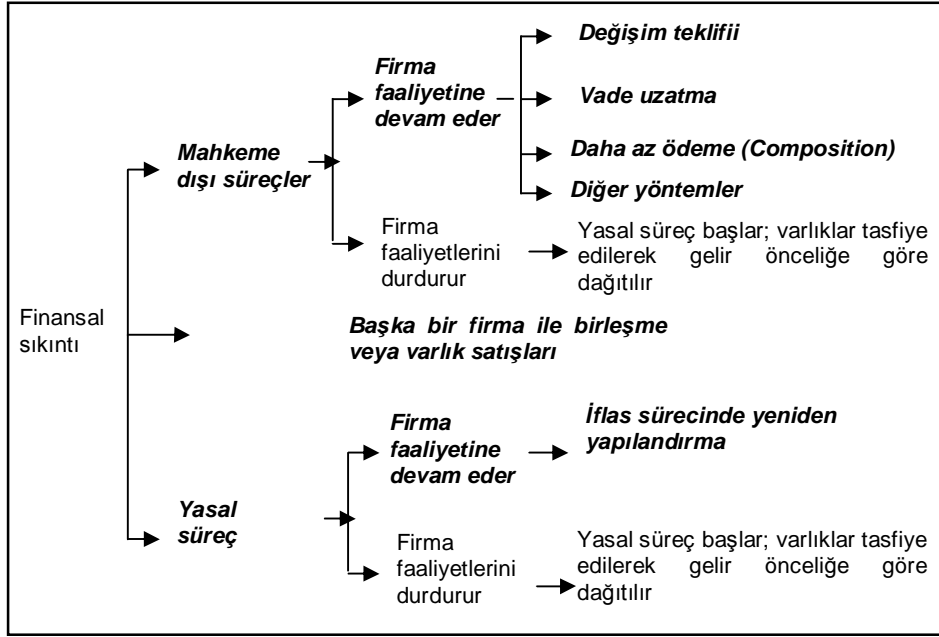 Değişim teklifii
Firma
faaliyetine
devam eder
Vade uzatma
Daha az ödeme (Composition)
Diğer yöntemler
Mahkeme
dışı süreçler
Firma
faaliyetlerini
durdurur
Yasal süreç başlar; varlıklar tasfiye
edilerek gelir önceliğe göre
dağıtılır
Finansal
sıkıntı
Başka bir firma ile birleşme
veya varlık satışları
Firma
faaliyetine
devam eder
İflas sürecinde yeniden
yapılandırma
Yasal
süreç
Firma
faaliyetlerini
durdurur
Yasal süreç başlar; varlıklar tasfiye
edilerek gelir önceliğe göre
dağıtılır